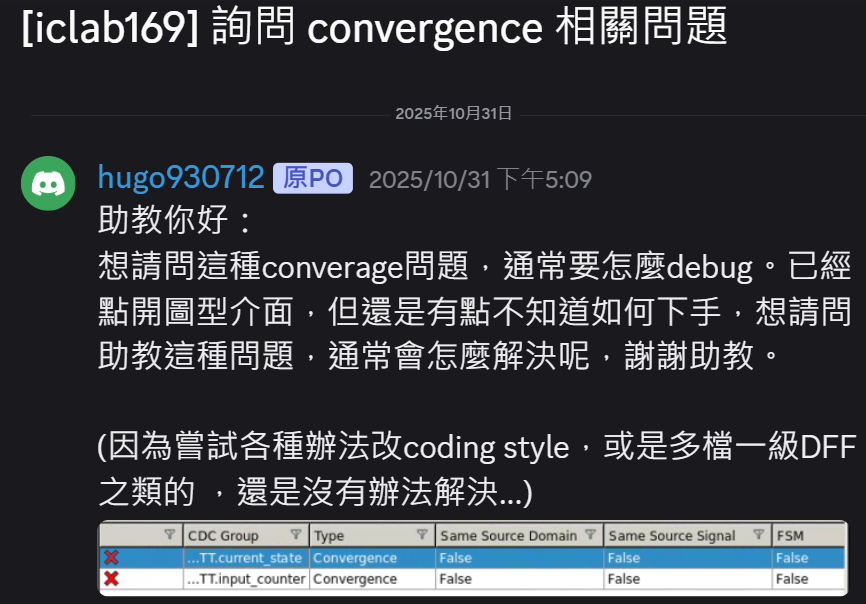 [iclab169] 詢問 convergence 相關問題
2025年10月31日
hugo930712 原PO 2025/10/31 下午5:09
助教你好：
想請問這種converage問題，通常要怎麼debug。已經
點開圖型介面，但還是有點不知道如何下手，想請問
助教這種問題，通常會怎麼解決呢，謝謝助教。
(因為嘗試各種辦法改coding style，或是多檔一級DFF
之類的 ，還是沒有辦法解決...)
CDC Group Type Same Source Domain Same Source Signal FSM
...TT.current_state Convergence False False False
...TT.input_counter Convergence False False False